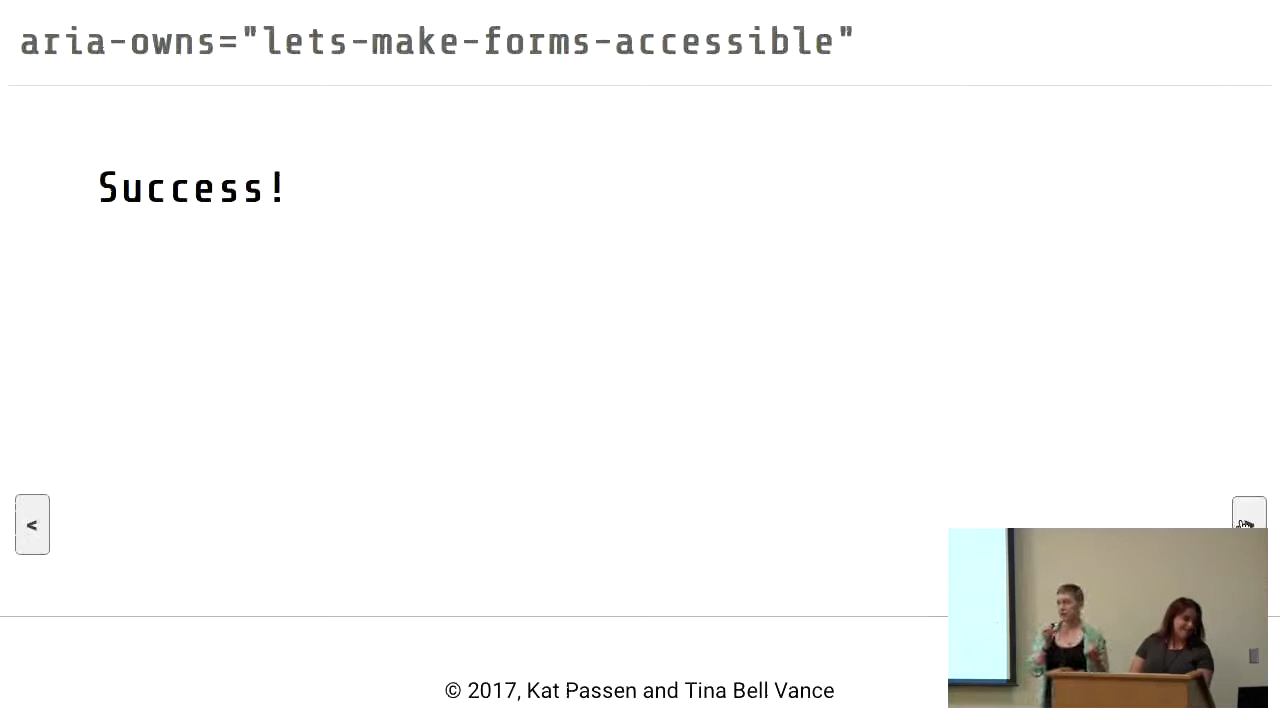 aria-owns="lets-make-forms-accessible"
Success!
<
© 2017, Kat Passen and Tina Bell Vance